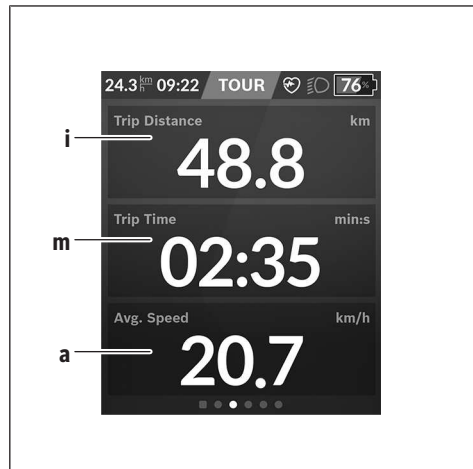 24.3 km/h 09:22 TOUR 76%
i
Trip Distance km
48.8
m
Trip Time min:s
02:35
a
Avg. Speed km/h
20.7